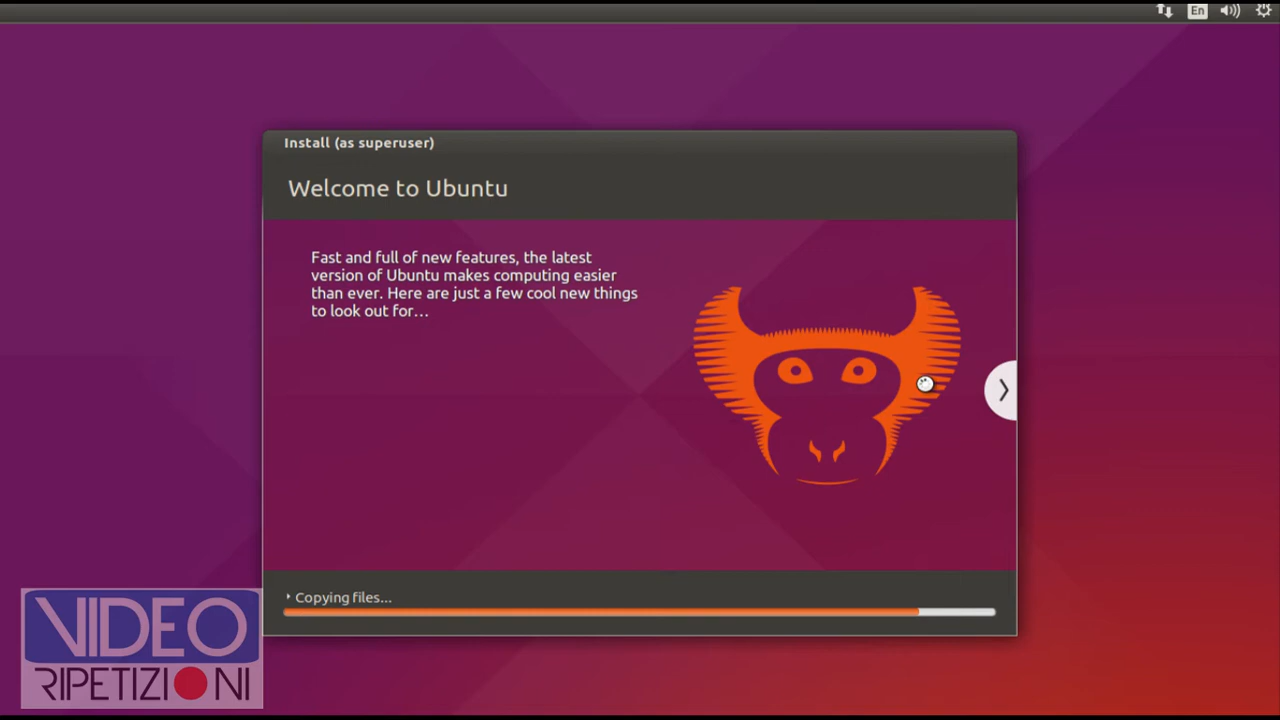 En
Install (as superuser)
Welcome to Ubuntu
Fast and full of new features, the latest
version of Ubuntu makes computing easier
than ever. Here are just a few cool new things
to look out for...
Copying files...
VIDEO
RIPETIZIONI